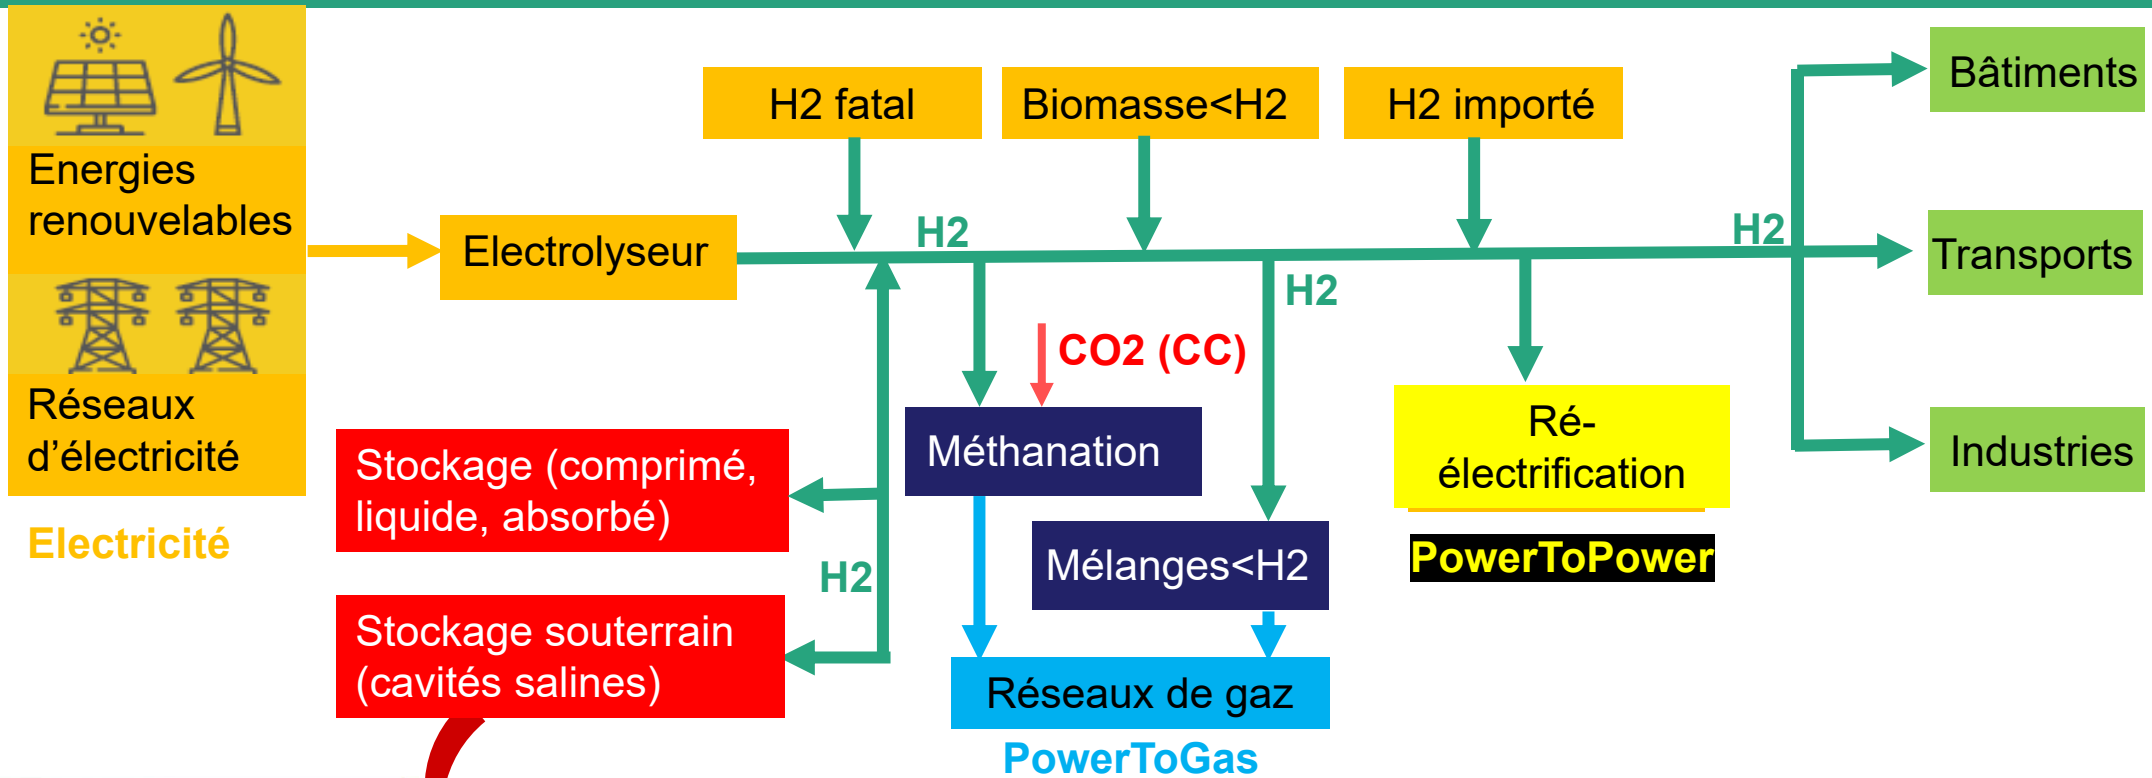 Energies
renouvelables
Réseaux
d’électricité
Electricité
Electrolyseur
H2 fatal
Biomasse<H2
H2 importé
H2
H2
H2
CO2 (CC)
Stockage (comprimé,
liquide, absorbé)
H2
Stockage souterrain
(cavités salines)
Méthanation
Mélanges<H2
Réseaux de gaz
PowerToGas
Ré-
électrification
PowerToPower
Bâtiments
Transports
Industries